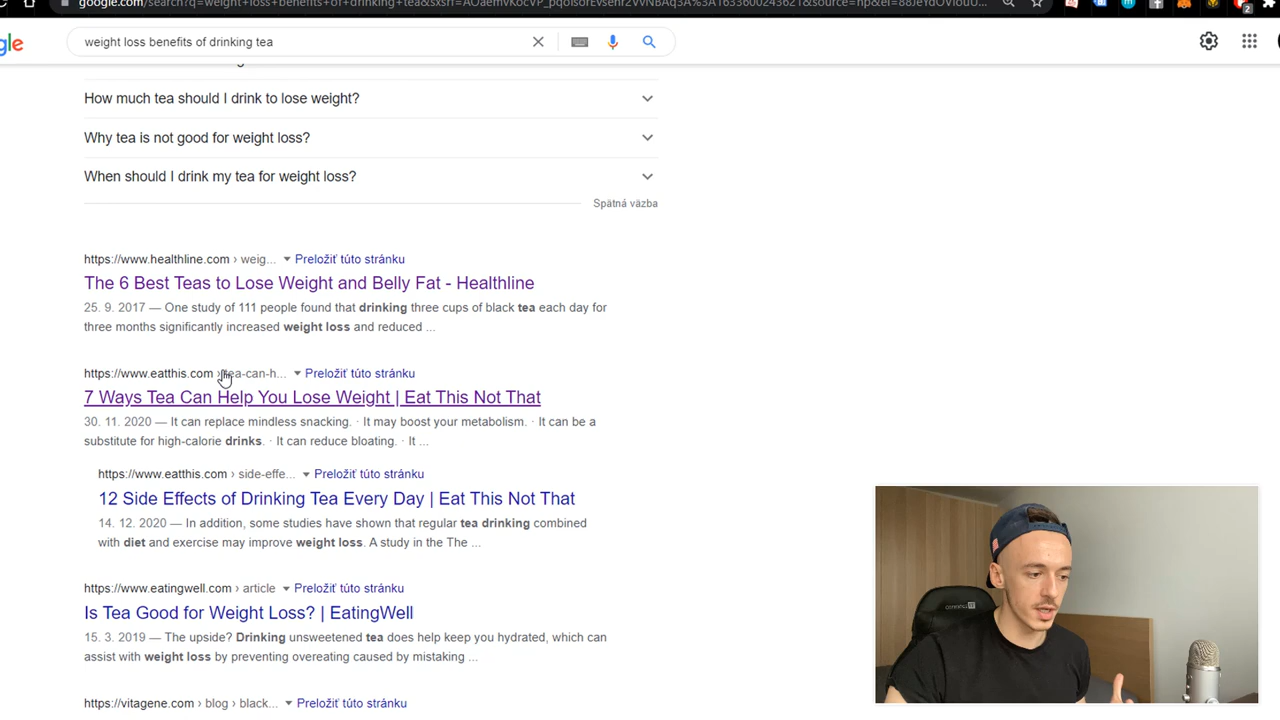 gle
weight loss benefits of drinking tea
How much tea should I drink to lose weight?
Why tea is not good for weight loss?
When should I drink my tea for weight loss?
Spätná väzba
https://www.healthline.com › weig... Preložiť túto stránku
The 6 Best Teas to Lose Weight and Belly Fat - Healthline
25. 9. 2017 — One study of 111 people found that drinking three cups of black tea each day for
three months significantly increased weight loss and reduced ...
https://www.eatthis.com › tea-can-h... Preložiť túto stránku
7 Ways Tea Can Help You Lose Weight | Eat This Not That
30. 11. 2020 — It can replace mindless snacking. · It may boost your metabolism. · It can be a
substitute for high-calorie drinks. · It can reduce bloating. · It ...
https://www.eatthis.com › side-effe... Preložiť túto stránku
12 Side Effects of Drinking Tea Every Day | Eat This Not That
14. 12. 2020 — In addition, some studies have shown that regular tea drinking combined
with diet and exercise may improve weight loss. A study in the The ...
https://www.eatingwell.com › article Preložiť túto stránku
Is Tea Good for Weight Loss? | EatingWell
15. 3. 2019 — The upside? Drinking unsweetened tea does help keep you hydrated, which can
assist with weight loss by preventing overeating caused by mistaking ...
https://vitagene.com › blog › black... Preložiť túto stránku